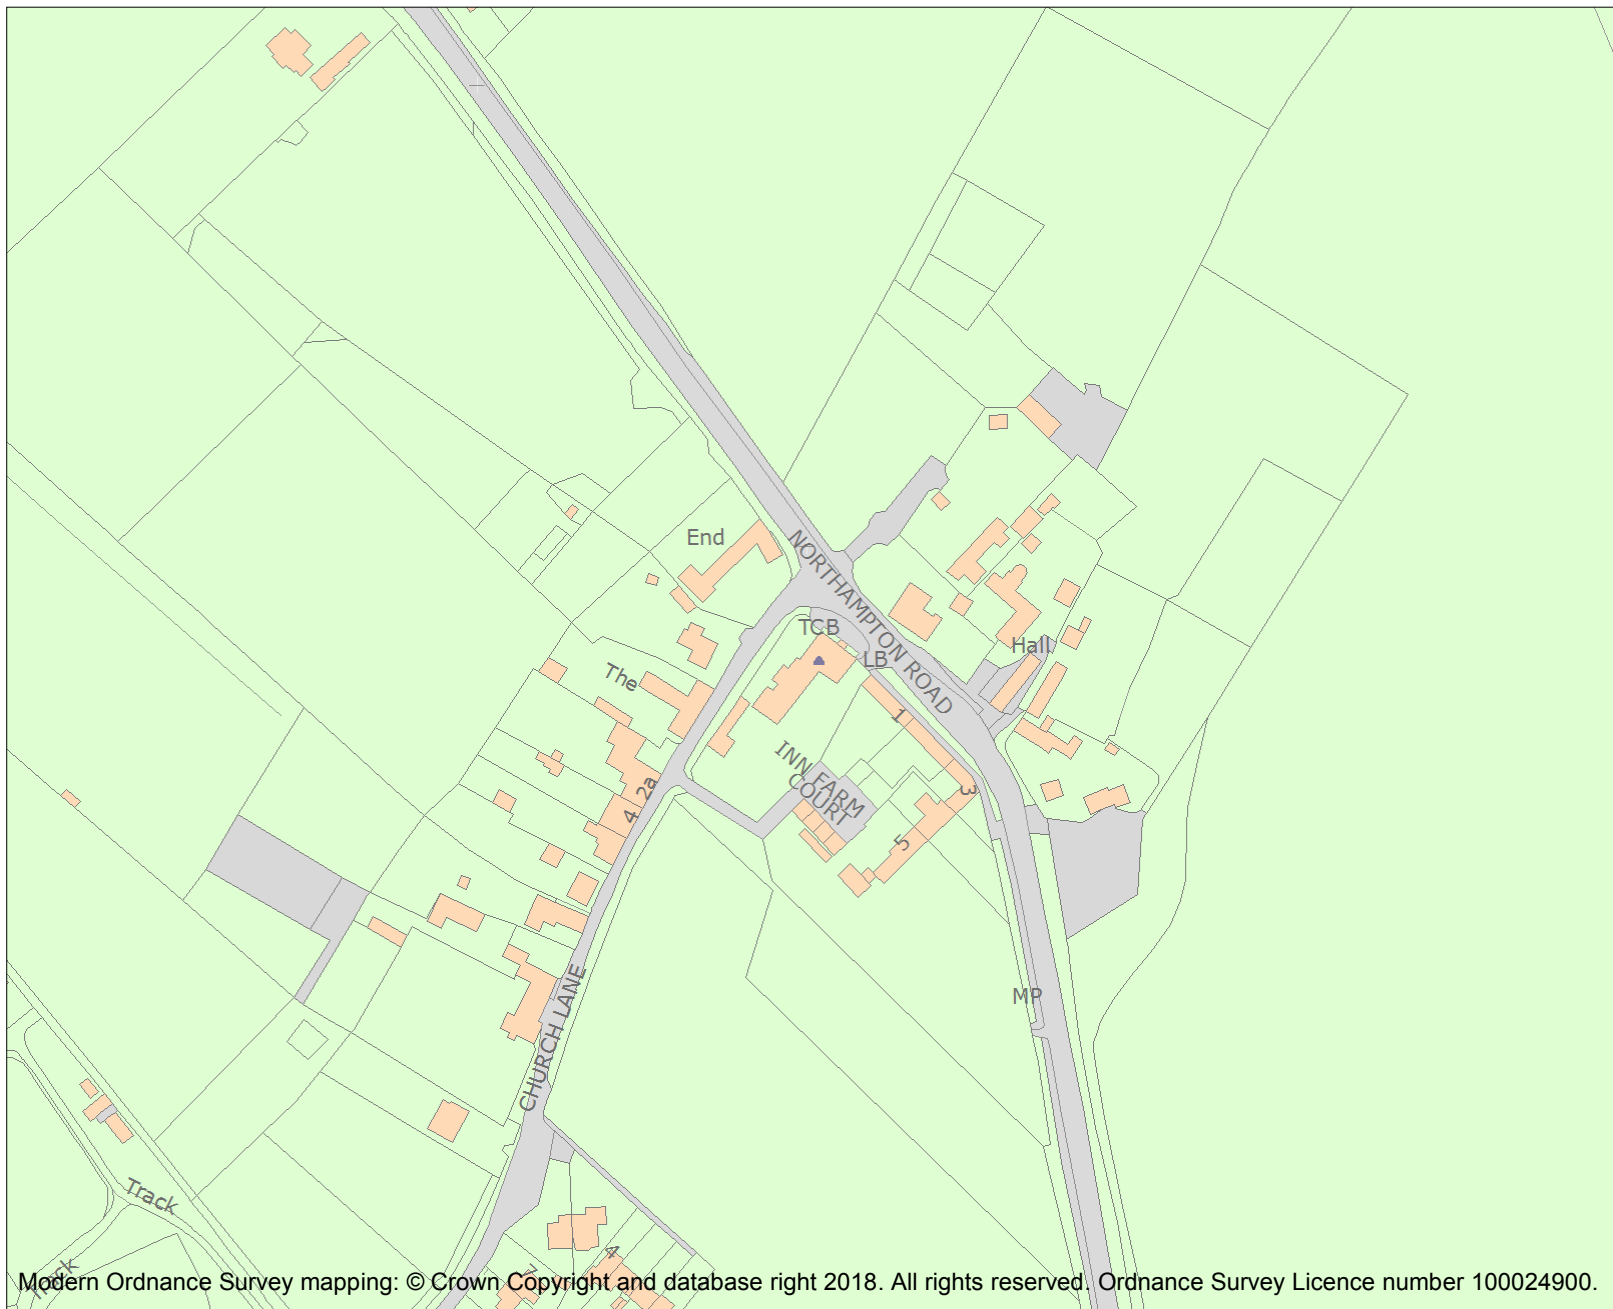 End
NORTHAMPTON ROAD
TCB
LB
Hall
The
1
INN FARM
COURT
2a
4
3
5
CHURCH LANE
MP
Track
4
7
Track
Modern Ordnance Survey mapping: © Crown Copyright and database right 2018. All rights reserved. Ordnance Survey Licence number 100024900.